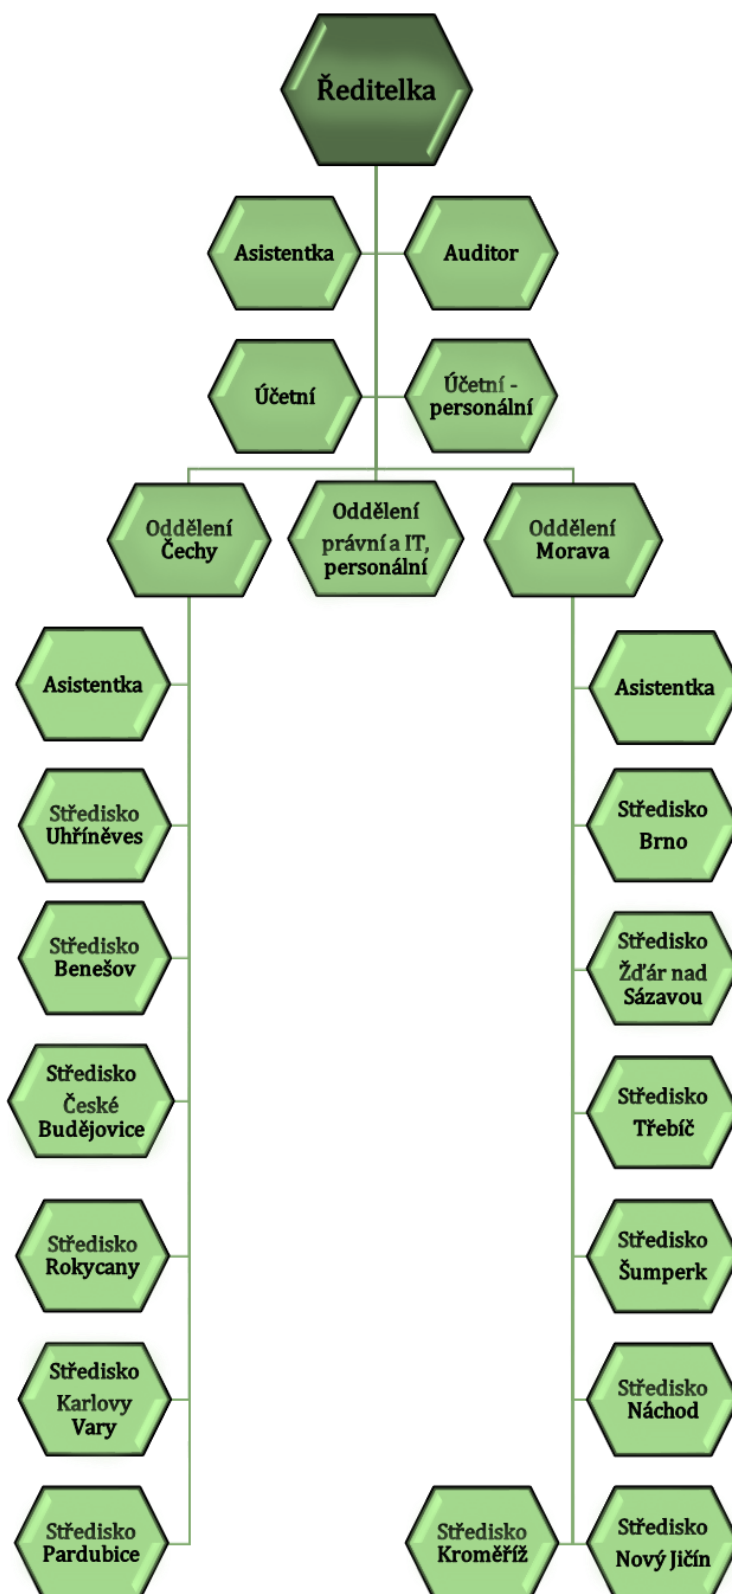 Ředitelka
Asistentka
Auditor
Účetní
Účetní -
personální
Oddělení
Čechy
Oddělení
právní a IT,
personální
Oddělení
Morava
Asistentka
Středisko
Uhříněves
Středisko
Benešov
Středisko
České
Budějovice
Středisko
Rokycany
Středisko
Karlovy
Vary
Středisko
Pardubice
Asistentka
Středisko
Brno
Středisko
Žďár nad
Sázavou
Středisko
Třebíč
Středisko
Šumperk
Středisko
Náchod
Středisko
Kroměříž
Středisko
Nový Jičín